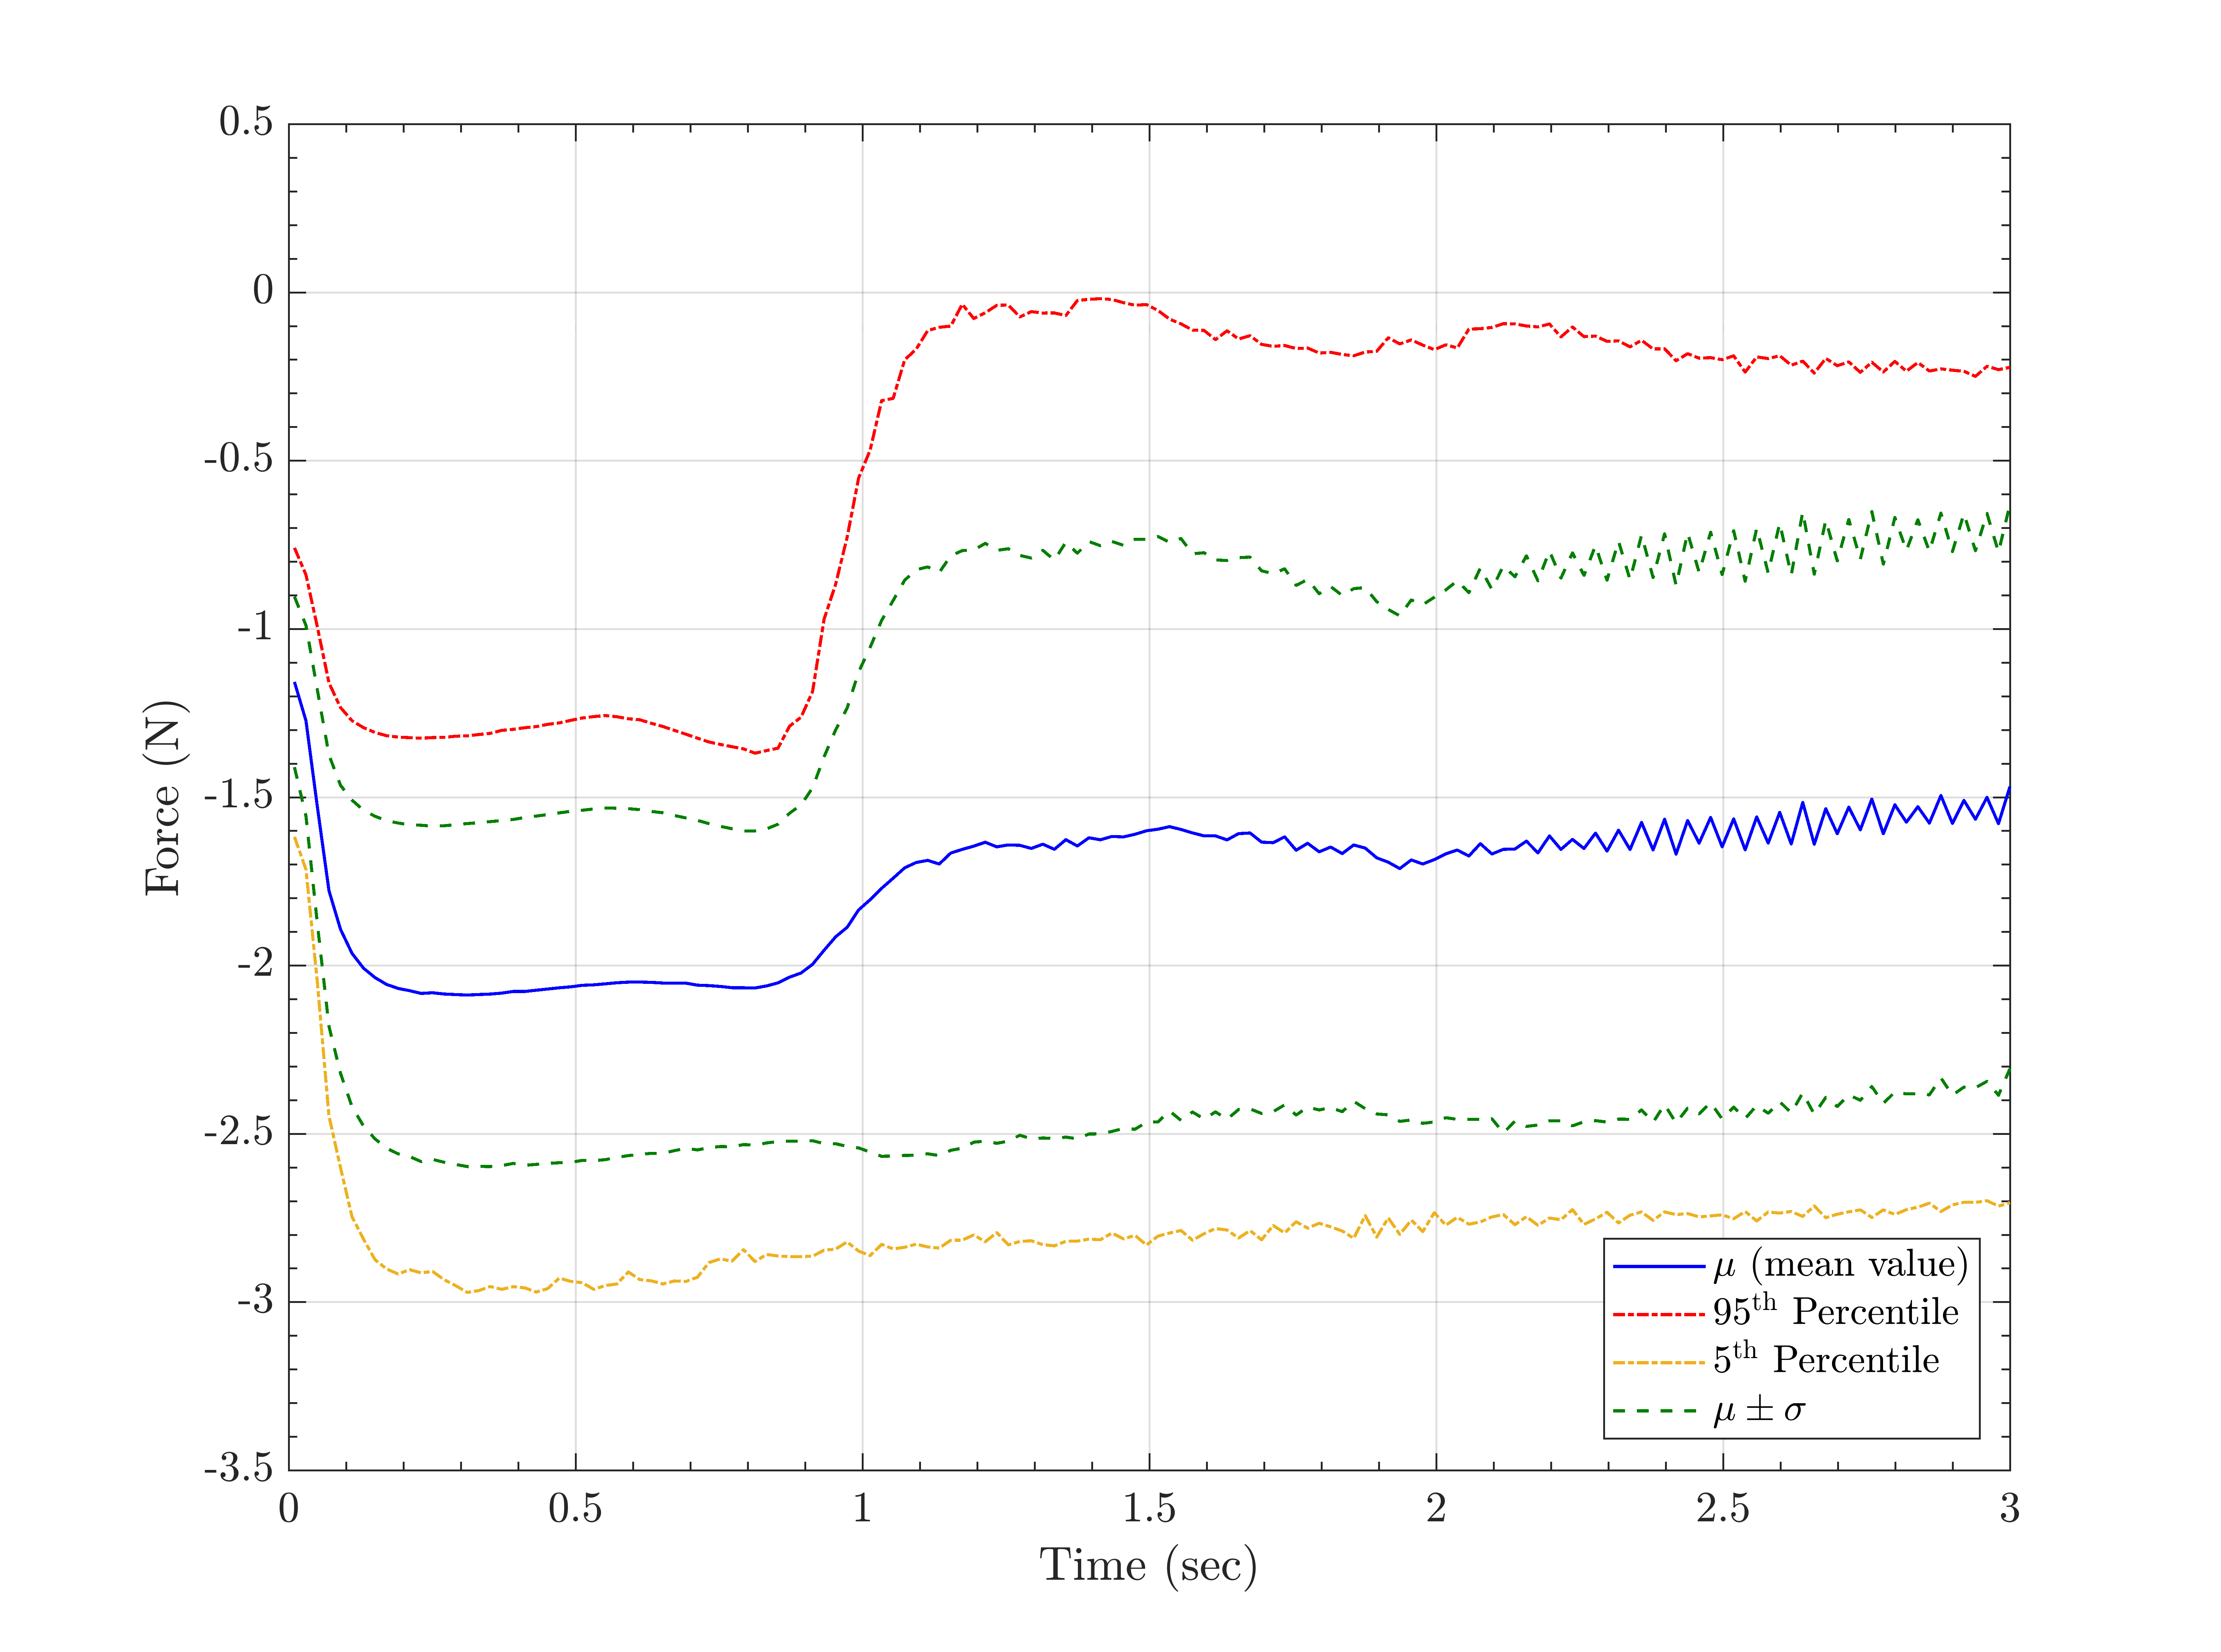 0.5
0
-0.5
-1
-1.5
-2
-2.5
-3
-3.5
Force (N)
0 0.5 1 1.5 2 2.5 3
Time (sec)
μ (mean value)
95th Percentile
5th Percentile
μ ± σ